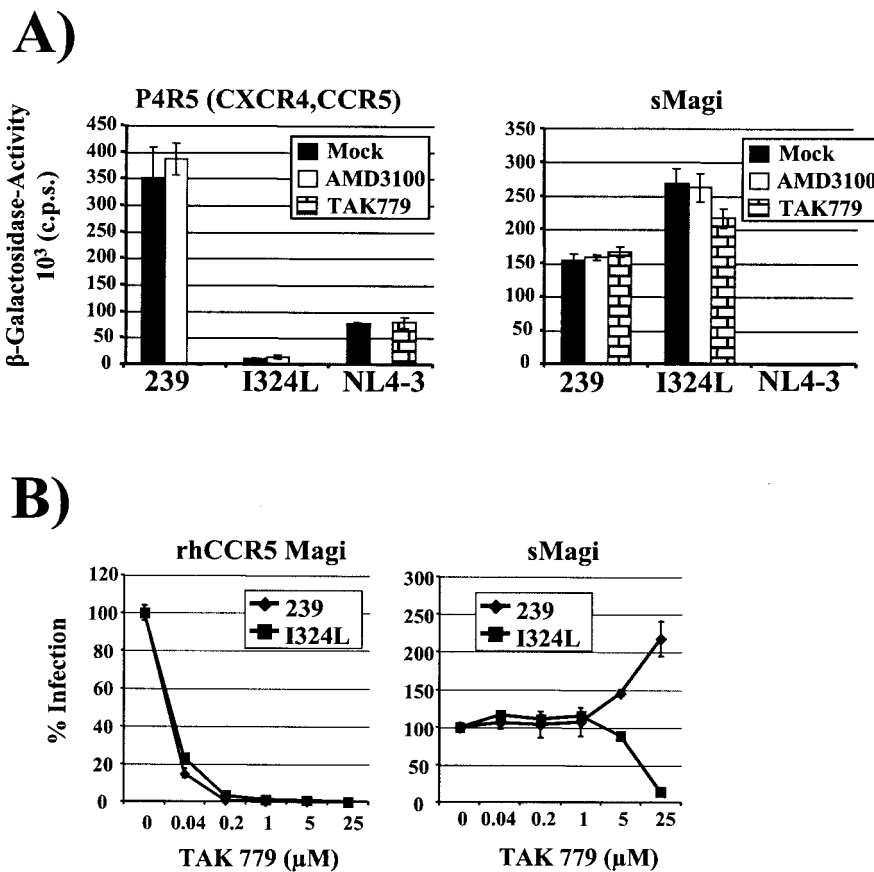 A)
P4R5 (CXCR4,CCR5)
β-Galactosidase-Activity
10³ (c.p.s.)
450
400
350
300
250
200
150
100
50
0
Mock
AMD3100
TAK779
239 I324L NL4-3
sMagi
350
300
250
200
150
100
50
0
Mock
AMD3100
TAK779
239 I324L NL4-3
B)
rhCCR5 Magi
% Infection
120
100
80
60
40
20
0
239
I324L
0 0.04 0.2 1 5 25
TAK 779 (µM)
sMagi
300
250
200
150
100
50
0
239
I324L
0 0.04 0.2 1 5 25
TAK 779 (µM)